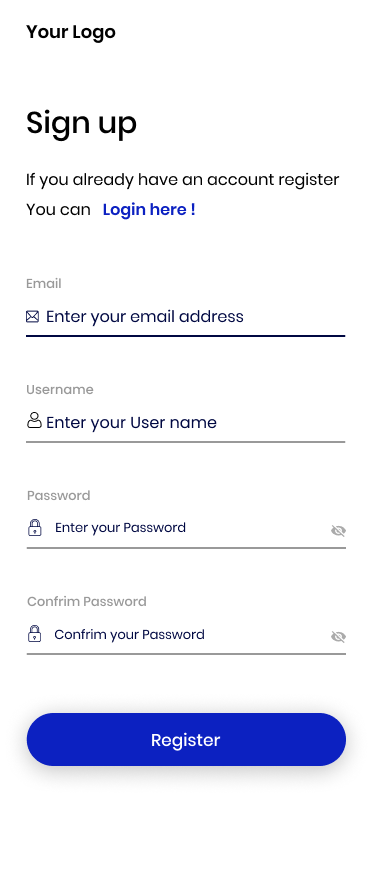 Your Logo
Sign up
If you already have an account register
You can Login here !
Email
Enter your email address
Username
Enter your User name
Password
Enter your Password
Confrim Password
Confrim your Password
Register